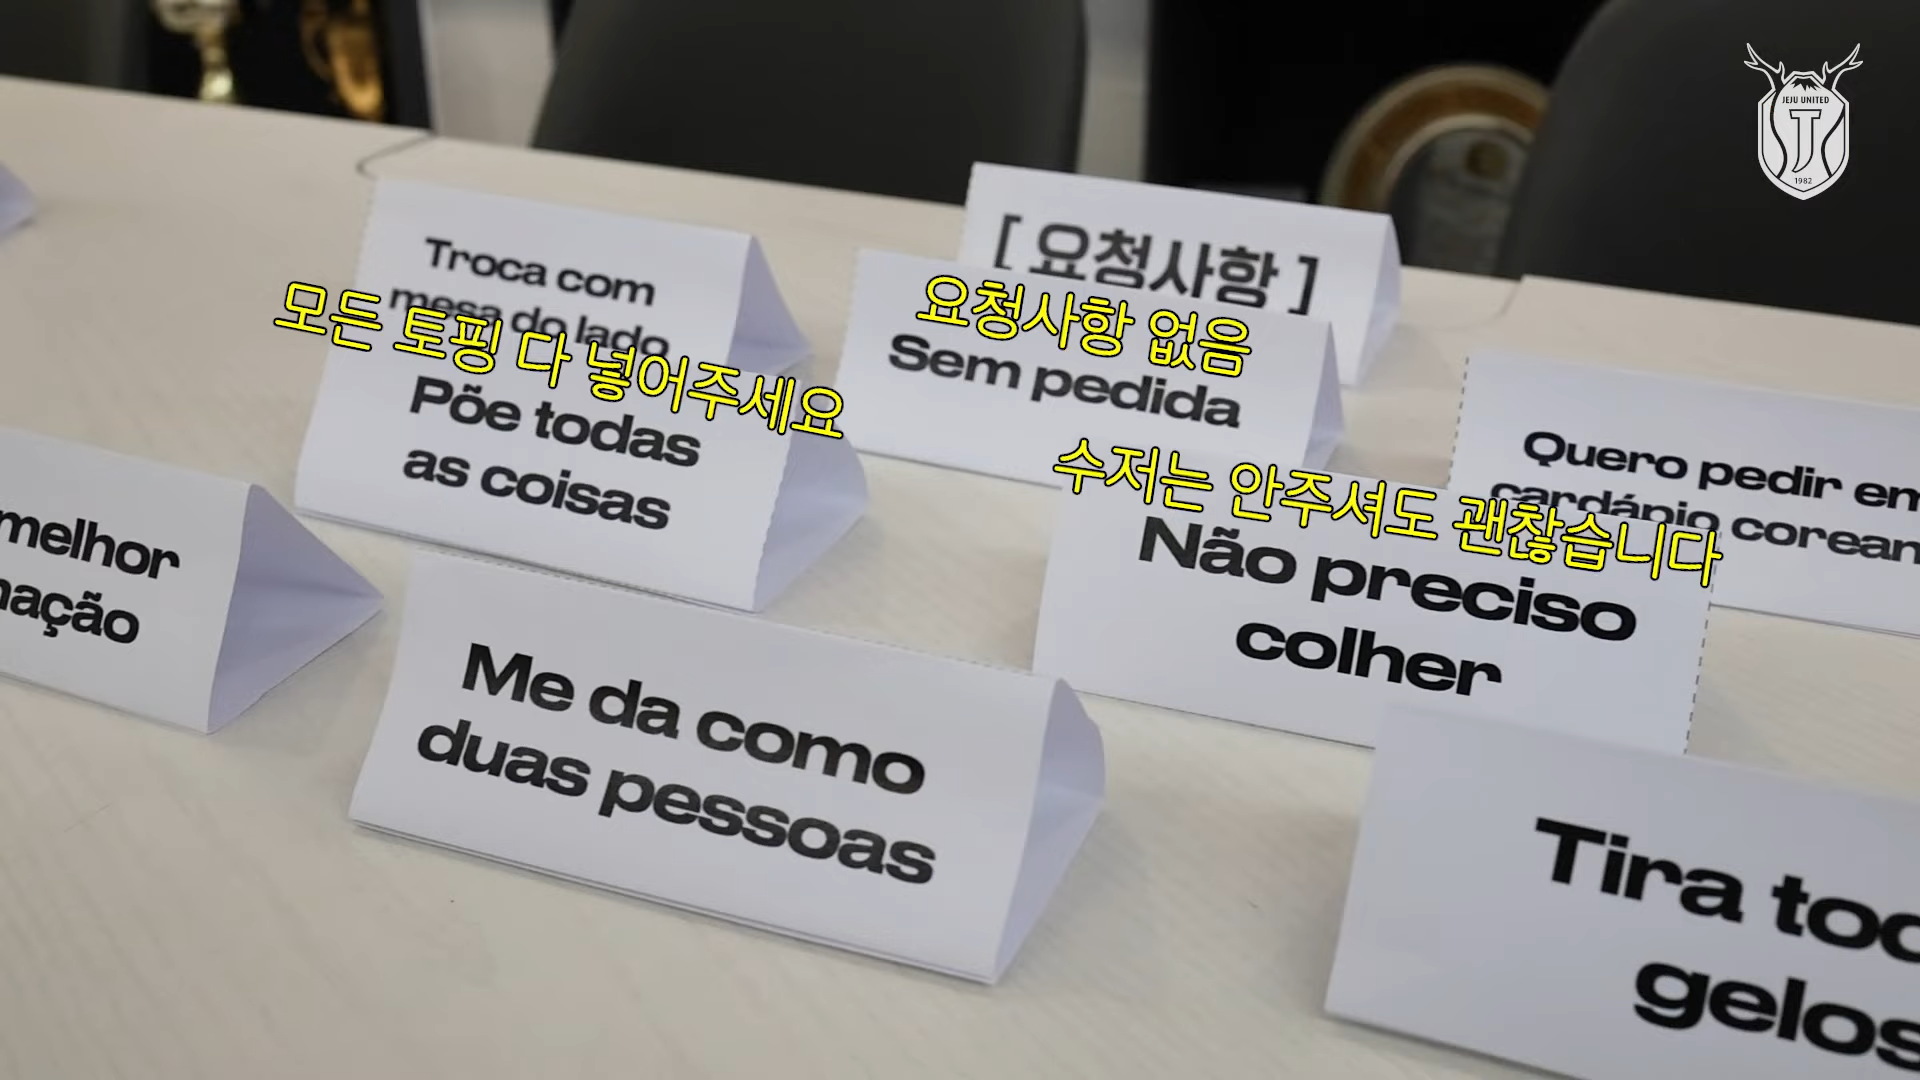 JEJU UNITED
J
1982
[ 요청사항 ]
Troca com
mesa do lado
모든 토핑 다 넣어주세요
Põe todas
as coisas
요청사항 없음
Sem pedida
Quero pedir em
cardápio corean
수저는 안주셔도 괜찮습니다
Não preciso
colher
melhor
Me da como
duas pessoas
Tira